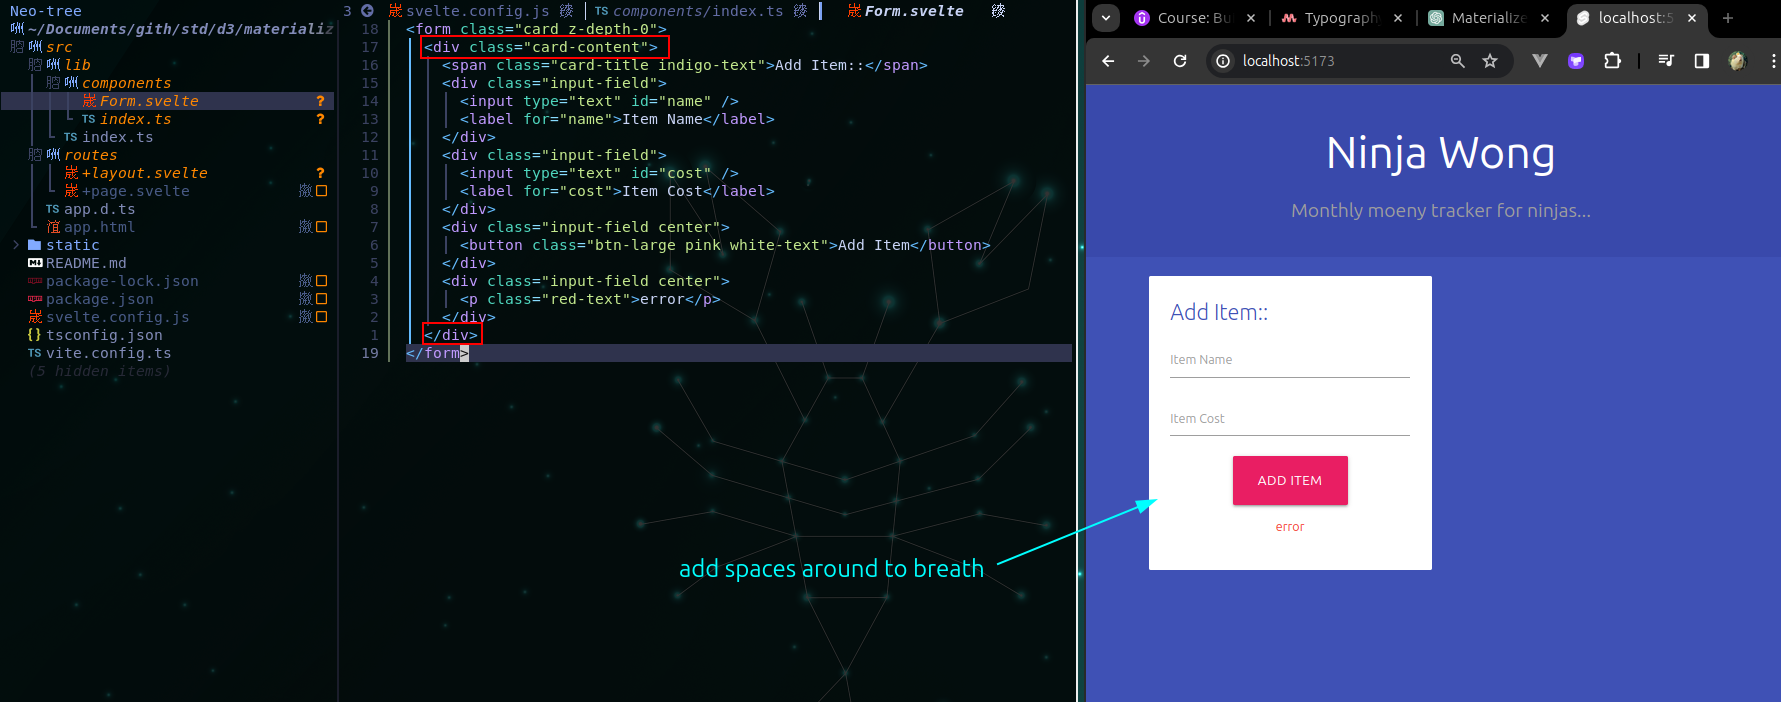 Neo-tree
~/Documents/gith/std/d3/materializ
src
lib
components
Form.svelte ?
index.ts ?
TS index.ts
routes
+layout.svelte ?
+page.svelte
TS app.d.ts
app.html
static
README.md
package-lock.json
package.json
svelte.config.js
{} tsconfig.json
TS vite.config.ts
(5 hidden items)
3 svelte.config.js TS components/index.ts Form.svelte
18 <form class="card z-depth-0">
17 <div class="card-content">
16 <span class="card-title indigo-text">Add Item::</span>
15 <div class="input-field">
14 <input type="text" id="name" />
13 <label for="name">Item Name</label>
12 </div>
11 <div class="input-field">
10 <input type="text" id="cost" />
9 <label for="cost">Item Cost</label>
8 </div>
7 <div class="input-field center">
6 <button class="btn-large pink white-text">Add Item</button>
5 </div>
4 <div class="input-field center">
3 <p class="red-text">error</p>
2 </div>
1 </div>
19 </form>
add spaces around to breath
Course: Bu Typography Materialize localhost:5
localhost:5173
Ninja Wong
Monthly moeny tracker for ninjas...
Add Item::
Item Name
Item Cost
ADD ITEM
error